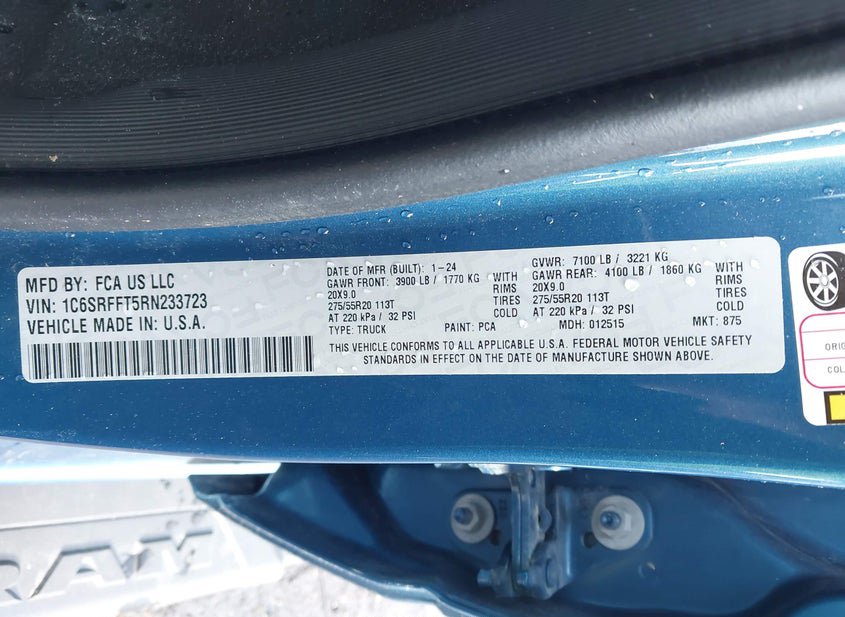 MFD BY: FCA US LLC
VIN: 1C6SRFFT5RN233723
VEHICLE MADE IN: U.S.A.
DATE OF MFR (BUILT): 1-24
GAWR FRONT: 3900 LB / 1770 KG WITH
20X9.0 RIMS
275/55R20 113T TIRES
AT 220 kPa / 32 PSI COLD
TYPE: TRUCK PAINT: PCA
GVWR: 7100 LB / 3221 KG
GAWR REAR: 4100 LB / 1860 KG WITH
20X9.0 RIMS
275/55R20 113T TIRES
AT 220 kPa / 32 PSI COLD
MDH: 012515 MKT: 875
THIS VEHICLE CONFORMS TO ALL APPLICABLE U.S.A. FEDERAL MOTOR VEHICLE SAFETY
STANDARDS IN EFFECT ON THE DATE OF MANUFACTURE SHOWN ABOVE.
ORIG
COL
RAM